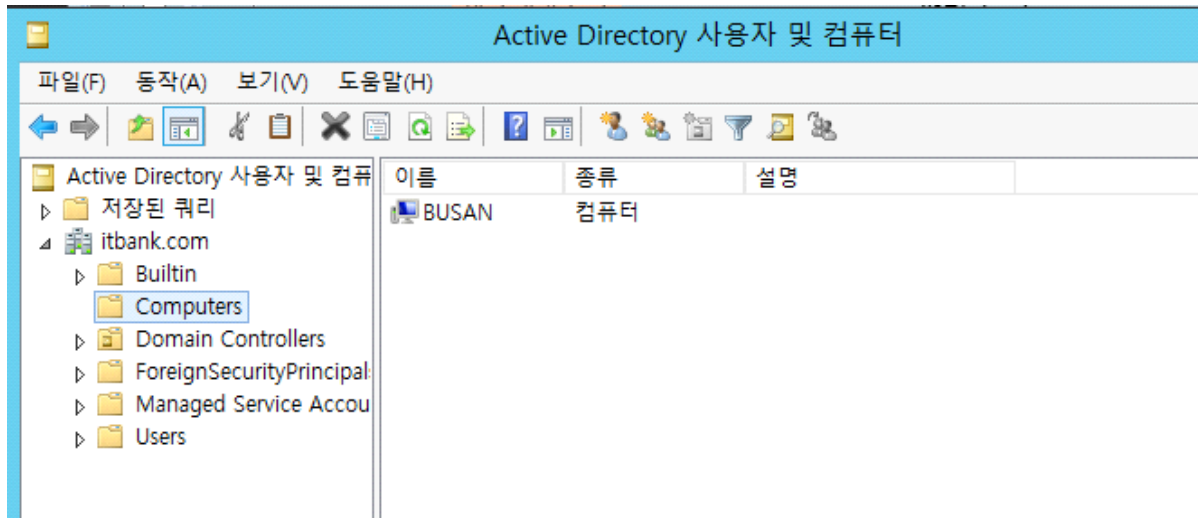 Active Directory 사용자 및 컴퓨터
파일(F) 동작(A) 보기(V) 도움말(H)
Active Directory 사용자 및 컴퓨
저장된 쿼리
itbank.com
Builtin
Computers
Domain Controllers
ForeignSecurityPrincipal
Managed Service Accou
Users
이름 종류 설명
BUSAN 컴퓨터